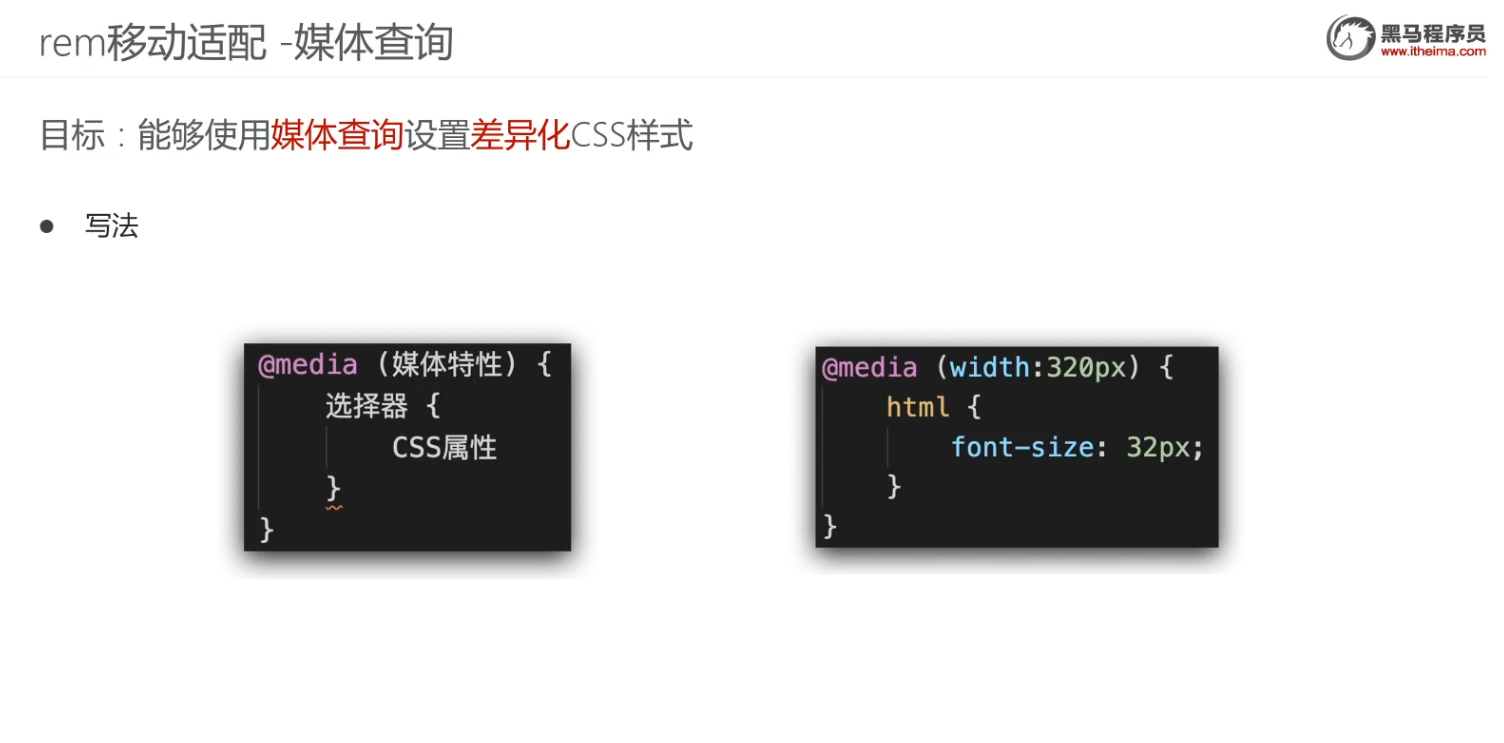 rem移动适配 -媒体查询
黑马程序员
www.itheima.com
目标：能够使用媒体查询设置差异化CSS样式
● 写法
@media (媒体特性) {
选择器 {
CSS属性
}
}
@media (width:320px) {
html {
font-size: 32px;
}
}